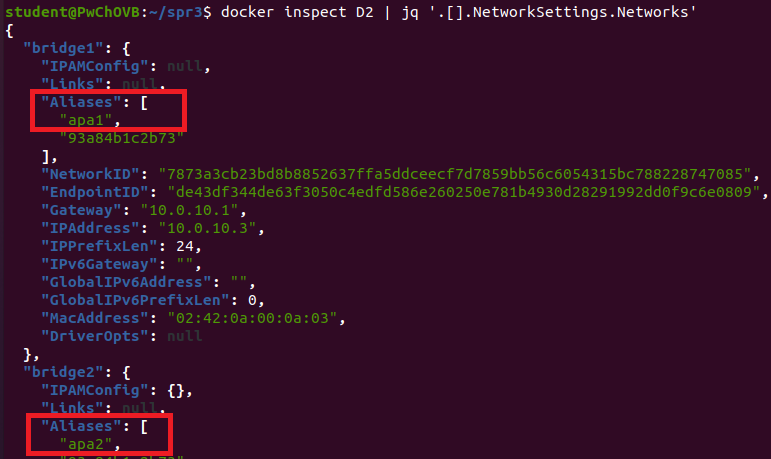 student@PwChOVB:~/spr3$ docker inspect D2 | jq '.[].NetworkSettings.Networks'
{
  "bridge1": {
    "IPAMConfig": null,
    "Links": null,
    "Aliases": [
      "apa1",
      "93a84b1c2b73"
    ],
    "NetworkID": "7873a3cb23bd8b8852637ffa5ddceecf7d7859bb56c6054315bc788228747085",
    "EndpointID": "de43df344de63f3050c4edfd586e260250e781b4930d28291992dd0f9c6e0809",
    "Gateway": "10.0.10.1",
    "IPAddress": "10.0.10.3",
    "IPPrefixLen": 24,
    "IPv6Gateway": "",
    "GlobalIPv6Address": "",
    "GlobalIPv6PrefixLen": 0,
    "MacAddress": "02:42:0a:00:0a:03",
    "DriverOpts": null
  },
  "bridge2": {
    "IPAMConfig": {},
    "Links": null,
    "Aliases": [
      "apa2",